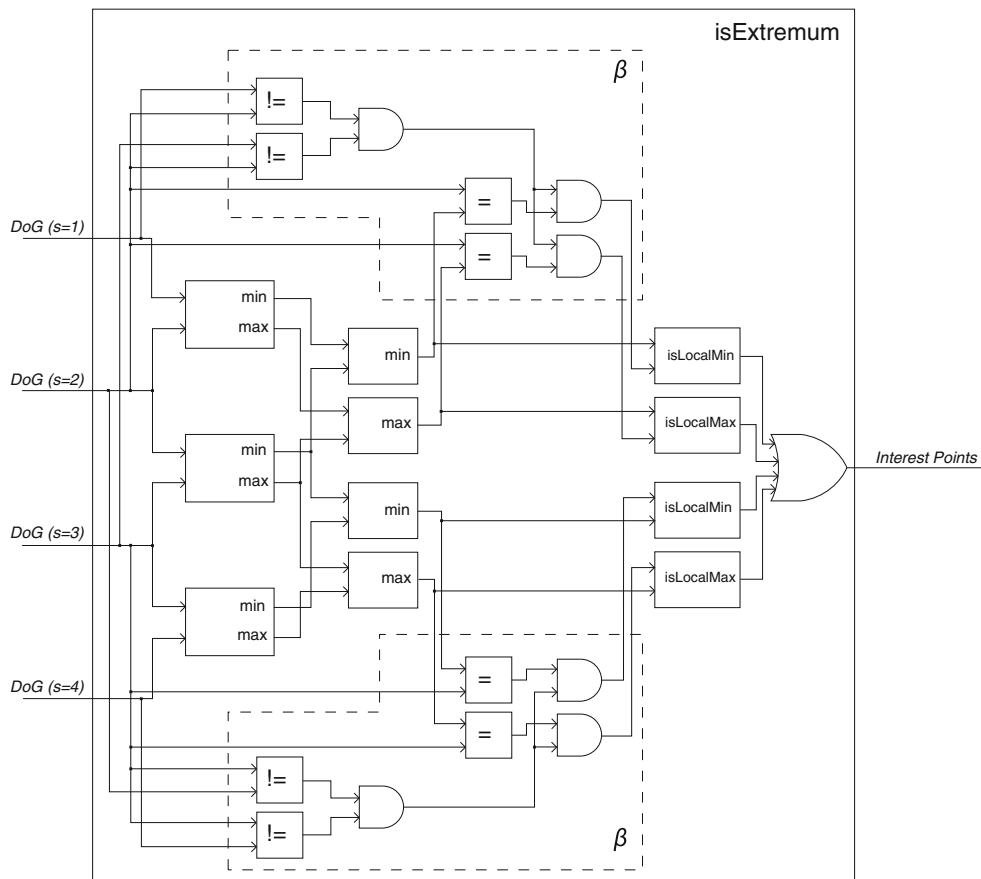 isExtremum
β
!=
!=
=
DoG (s=1)
=
min
max
min
isLocalMin
DoG (s=2)
max
isLocalMax
min
max
Interest Points
min
isLocalMin
DoG (s=3)
max
isLocalMax
min
max
DoG (s=4)
=
=
!=
!=
β